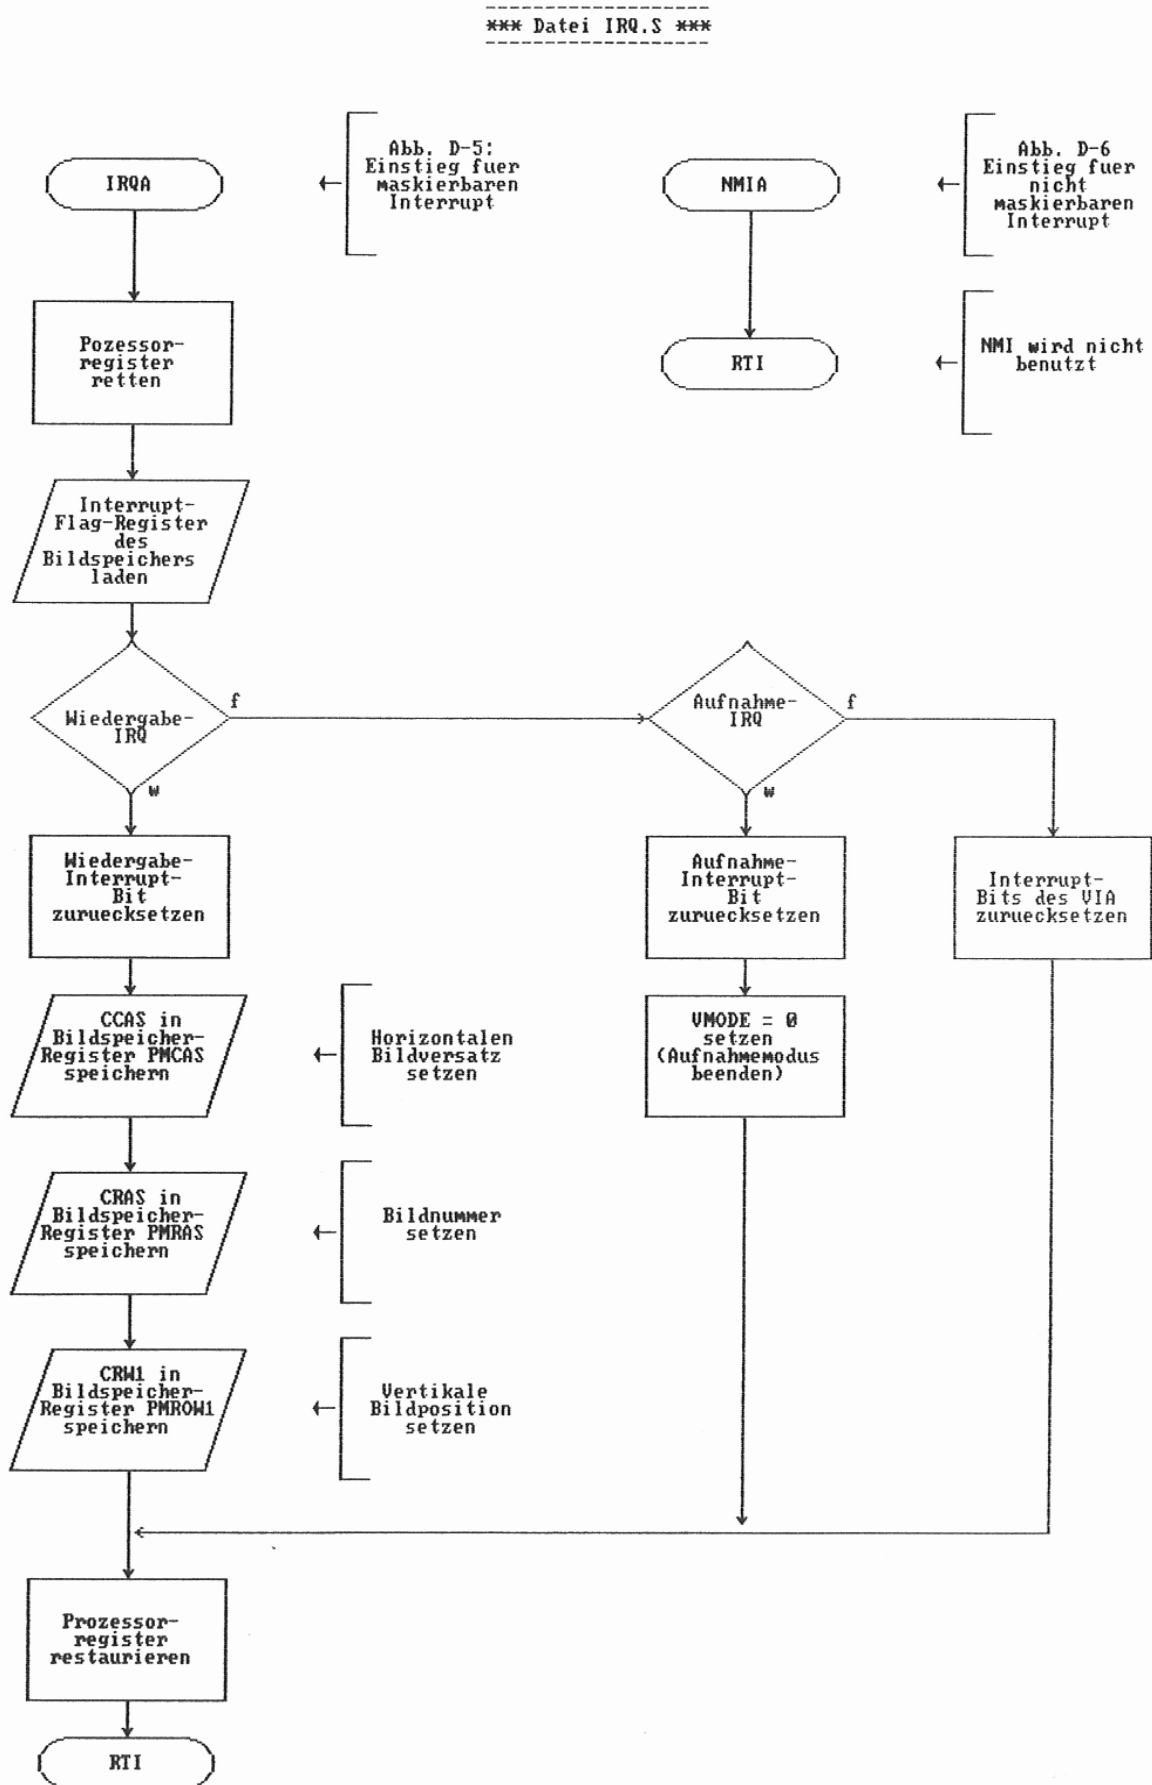 *** Datei IRQ.S ***
IRQA
Abb. D-5:
Einstieg fuer
maskierbaren
Interrupt
NMIA
Abb. D-6
Einstieg fuer
nicht
maskierbaren
Interrupt
Pozessor-
register
retten
RTI
NMI wird nicht
benutzt
Interrupt-
Flag-Register
des
Bildspeichers
laden
Wiedergabe-
IRQ
f
w
Aufnahme-
IRQ
f
w
Wiedergabe-
Interrupt-
Bit
zuruecksetzen
Aufnahme-
Interrupt-
Bit
zuruecksetzen
Interrupt-
Bits des VIA
zuruecksetzen
CCAS in
Bildspeicher-
Register PMCAS
speichern
Horizontalen
Bildversatz
setzen
VMODE = 0
setzen
(Aufnahmemodus
beenden)
CRAS in
Bildspeicher-
Register PMRAS
speichern
Bildnummer
setzen
CRW1 in
Bildspeicher-
Register PMROW1
speichern
Vertikale
Bildposition
setzen
Prozessor-
register
restaurieren
RTI